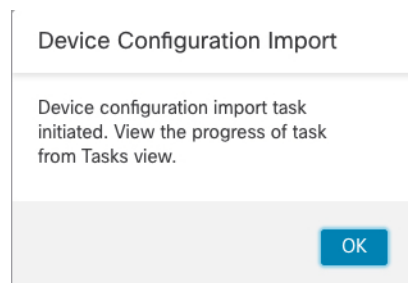 Device Configuration Import
Device configuration import task
initiated. View the progress of task
from Tasks view.
OK